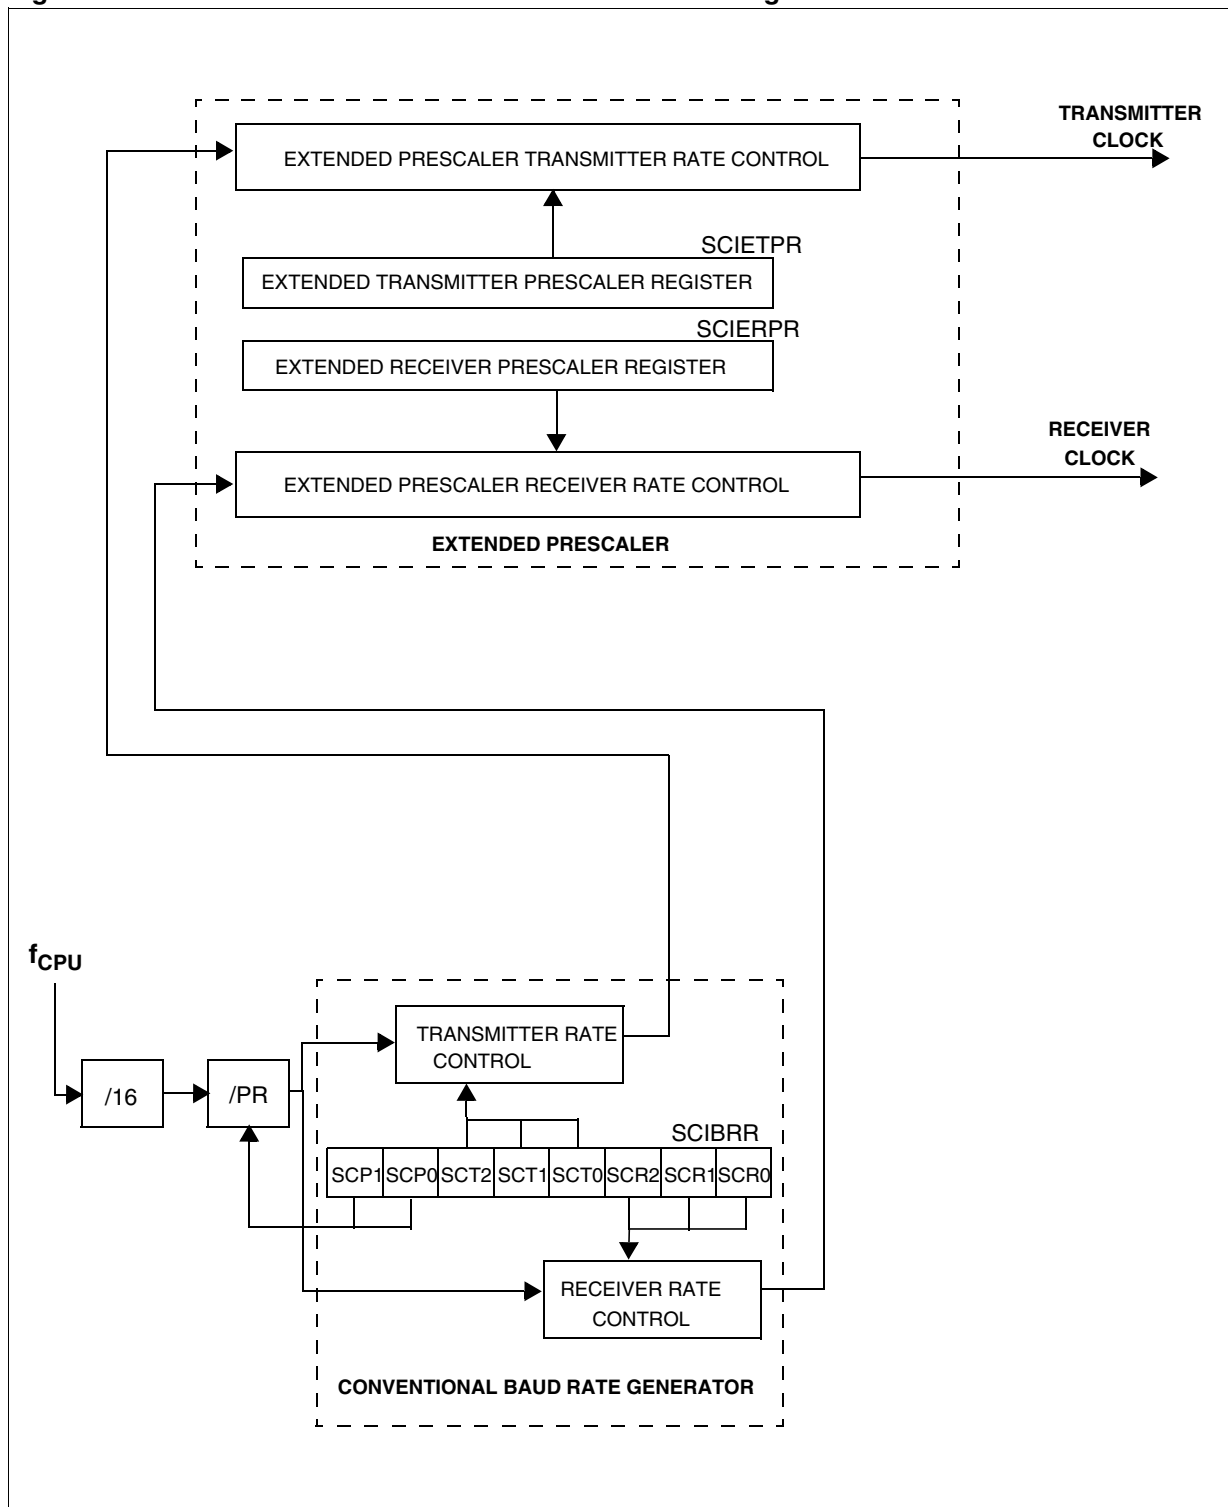 TRANSMITTER
CLOCK
EXTENDED PRESCALER TRANSMITTER RATE CONTROL
SCIETPR
EXTENDED TRANSMITTER PRESCALER REGISTER
SCIERPR
EXTENDED RECEIVER PRESCALER REGISTER
RECEIVER
CLOCK
EXTENDED PRESCALER RECEIVER RATE CONTROL
EXTENDED PRESCALER
fCPU
TRANSMITTER RATE
CONTROL
/16
/PR
SCIBRR
SCP1 SCP0 SCT2 SCT1 SCT0 SCR2 SCR1 SCR0
RECEIVER RATE
CONTROL
CONVENTIONAL BAUD RATE GENERATOR